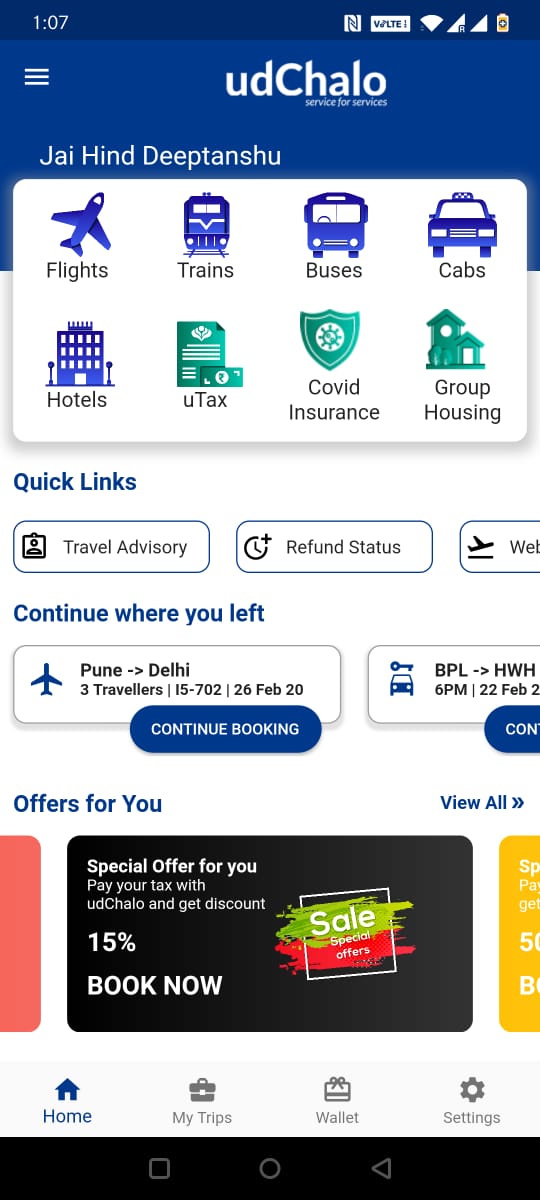 1:07
VoLTE
R
udChalo
service for services
Jai Hind Deeptanshu
Flights
Trains
Buses
Cabs
Hotels
uTax
Covid
Insurance
Group
Housing
Quick Links
Travel Advisory
Refund Status
Web
Continue where you left
Pune -> Delhi
3 Travellers | I5-702 | 26 Feb 20
CONTINUE BOOKING
BPL -> HWH
6PM | 22 Feb 2
CONT
Offers for You
View All »
Special Offer for you
Pay your tax with
udChalo and get discount
15%
BOOK NOW
Sale
Special
offers
Sp
Pay
get
50
B
Home
My Trips
Wallet
Settings